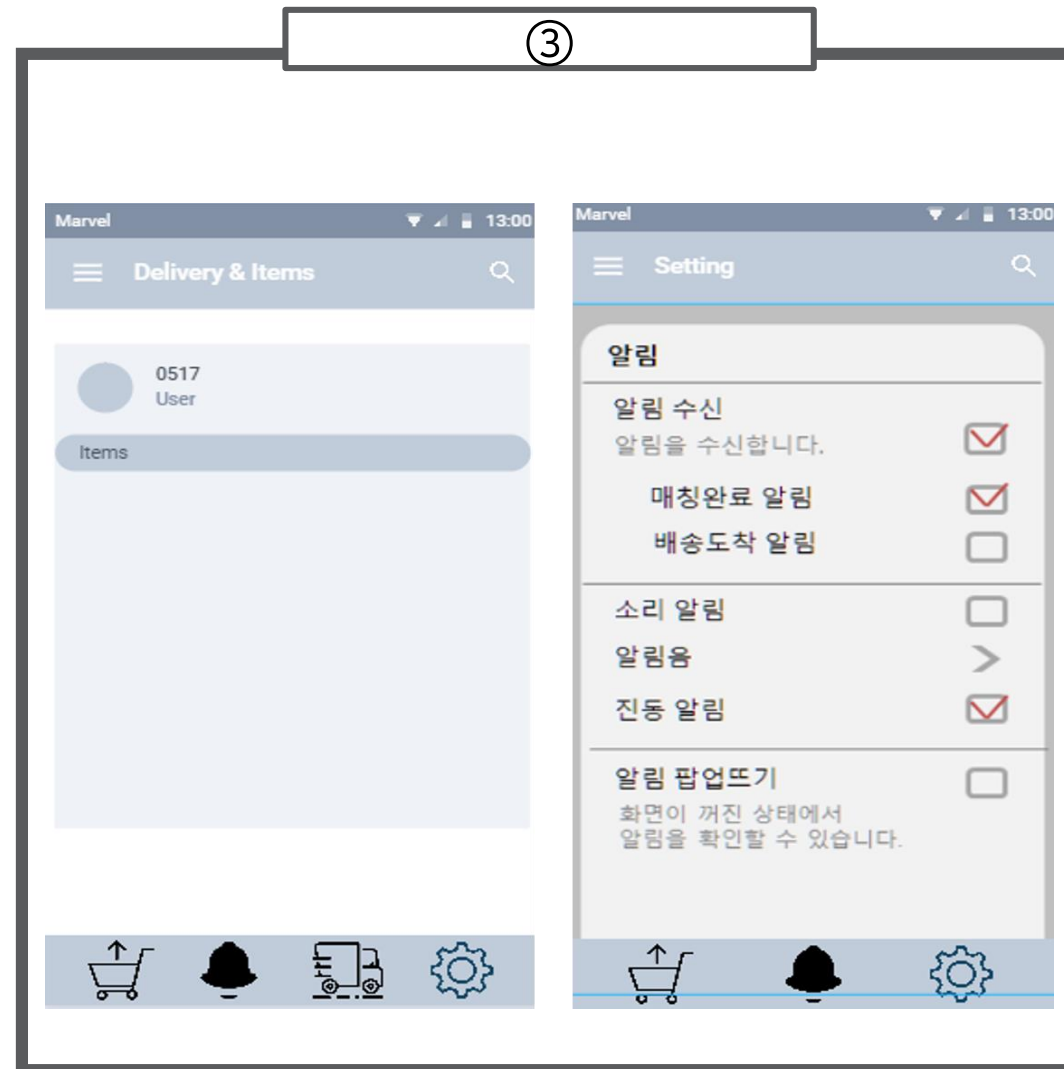 ③
Marvel 13:00
Delivery & Items
0517
User
Items
Marvel 13:00
Setting
알림
알림 수신
알림을 수신합니다.
매칭완료 알림
배송도착 알림
소리 알림
알림음
진동 알림
알림 팝업뜨기
화면이 꺼진 상태에서
알림을 확인할 수 있습니다.